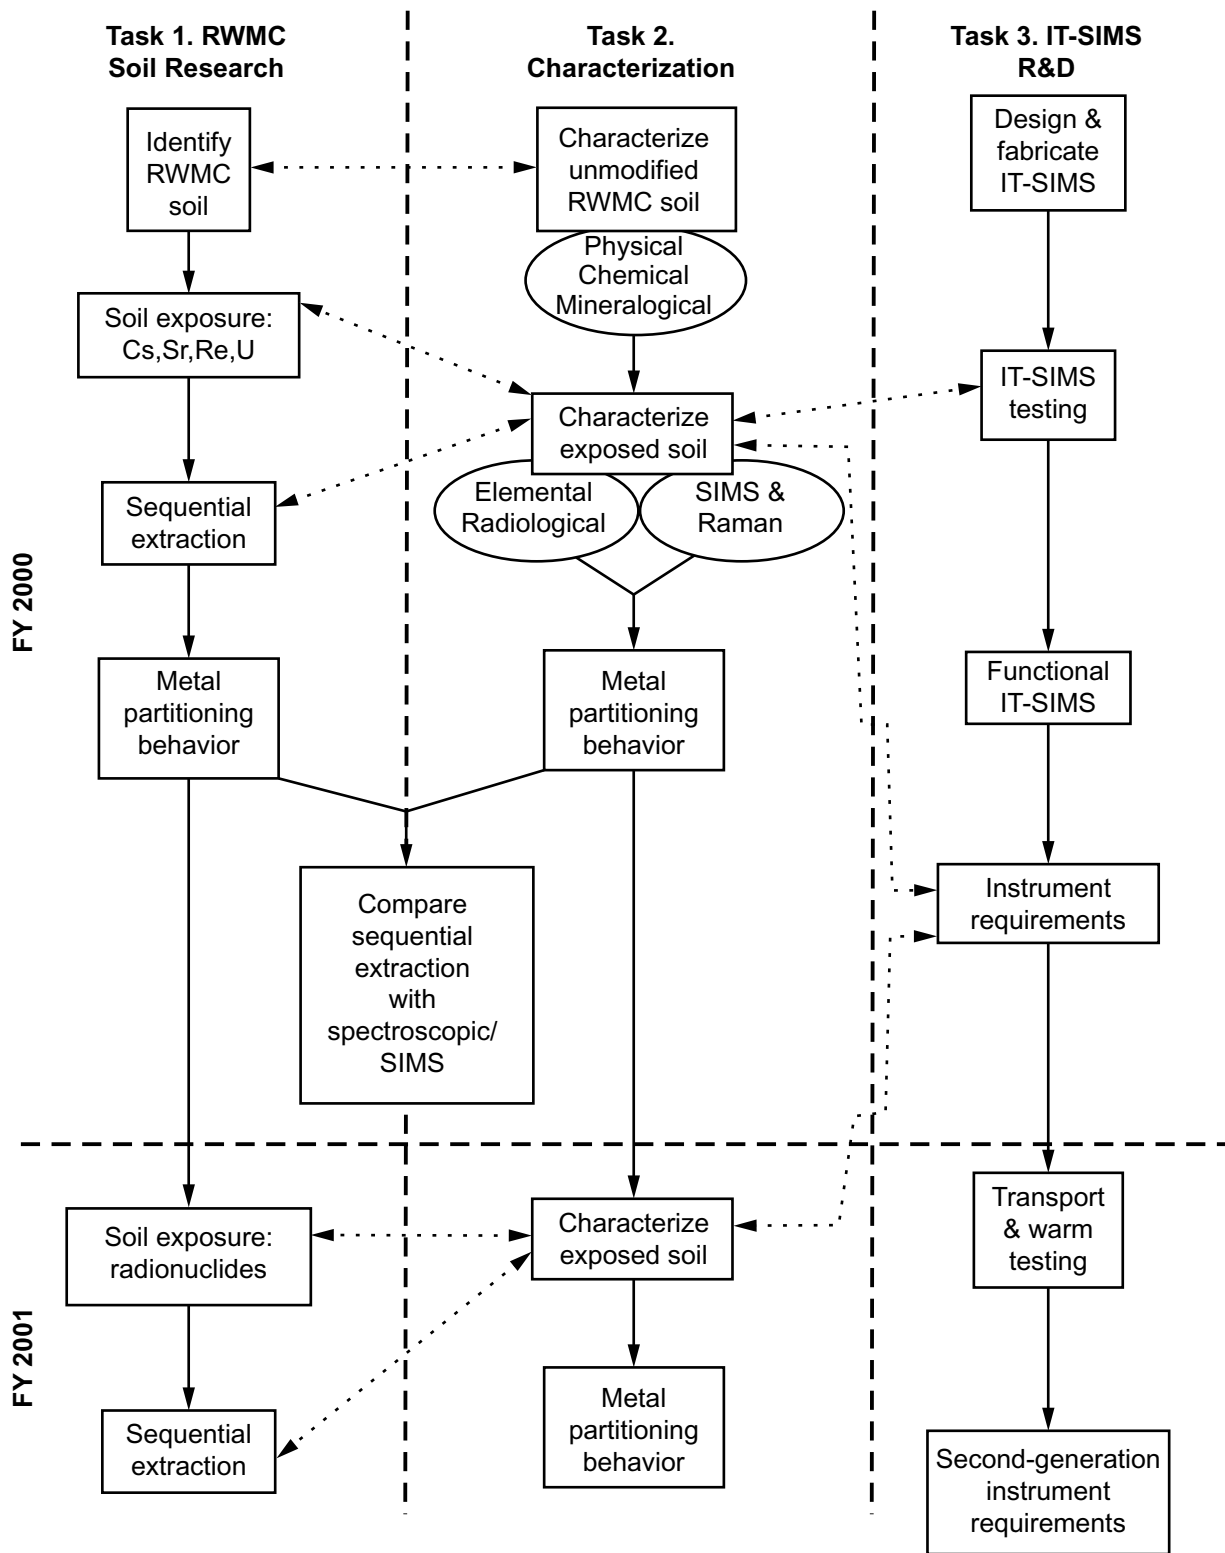 Task 1. RWMC
Soil Research
Task 2.
Characterization
Task 3. IT-SIMS
R&D
FY 2000
Identify
RWMC
soil
Characterize
unmodified
RWMC soil
Physical
Chemical
Mineralogical
Design &
fabricate
IT-SIMS
Soil exposure:
Cs,Sr,Re,U
Characterize
exposed soil
IT-SIMS
testing
Sequential
extraction
Elemental
Radiological
SIMS &
Raman
Metal
partitioning
behavior
Metal
partitioning
behavior
Functional
IT-SIMS
Compare
sequential
extraction
with
spectroscopic/
SIMS
Instrument
requirements
FY 2001
Soil exposure:
radionuclides
Characterize
exposed soil
Transport
& warm
testing
Sequential
extraction
Metal
partitioning
behavior
Second-generation
instrument
requirements